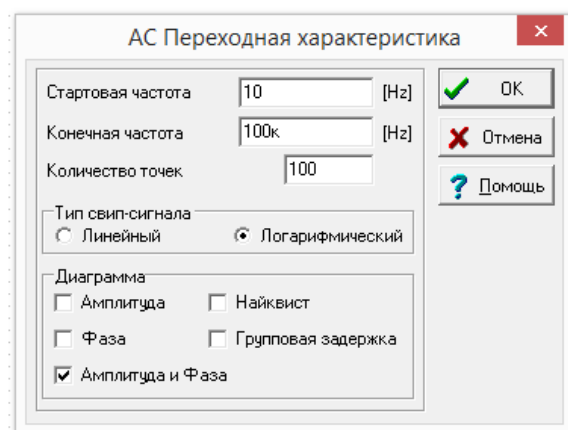 АС Переходная характеристика
Стартовая частота 10 [Hz]
Конечная частота 100к [Hz]
Количество точек 100
Тип свип-сигнала
Линейный Логарифмический
Диаграмма
Амплитуда Найквист
Фаза Групповая задержка
Амплитуда и Фаза
OK
Отмена
Помощь